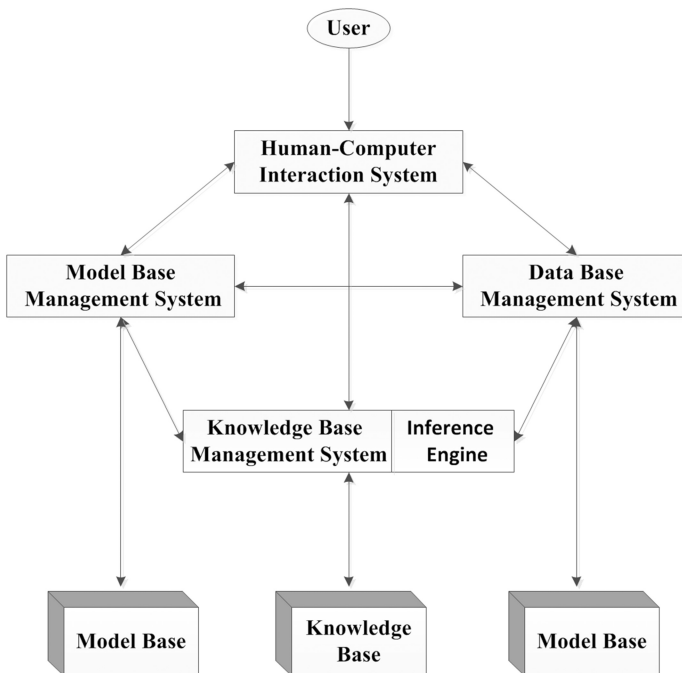 User
Human-Computer
Interaction System
Model Base
Management System
Data Base
Management System
Knowledge Base
Management System
Inference
Engine
Model Base
Knowledge
Base
Model Base